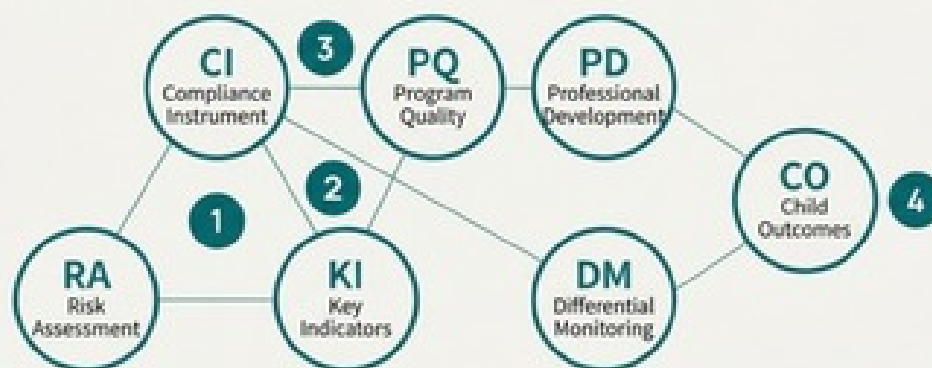 CI
Compliance
Instrument
3
PQ
Program
Quality
PD
Professional
Development
1
2
CO
Child
Outcomes
4
RA
Risk
Assessment
KI
Key
Indicators
DM
Differential
Monitoring